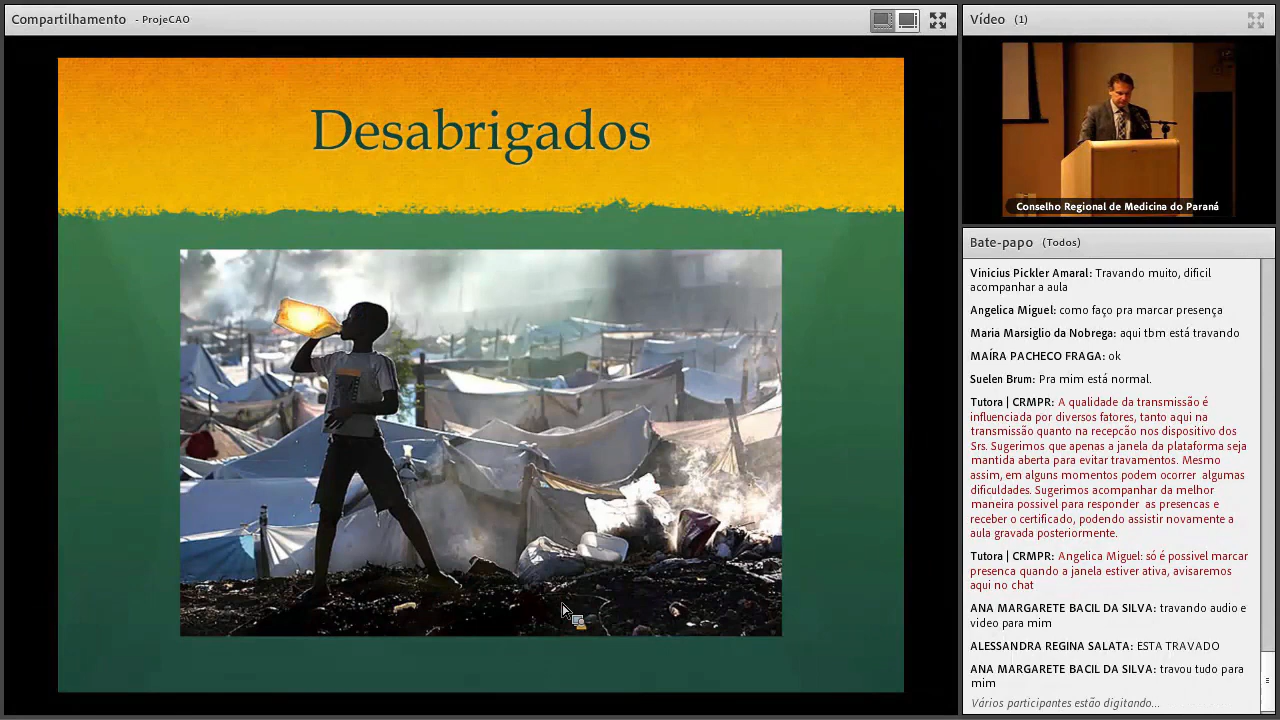 Compartilhamento - ProjeCAO
Desabrigados
Vídeo (1)
Conselho Regional de Medicina do Paraná
Bate-papo (Todos)
Vinicius Pickler Amaral: Travando muito, dificil
acompanhar a aula
Angelica Miguel: como faço pra marcar presença
Maria Marsiglio da Nobrega: aqui tbm está travando
MAÍRA PACHECO FRAGA: ok
Suelen Brum: Pra mim está normal.
Tutora | CRMPR: A qualidade da transmissão é
influenciada por diversos fatores, tanto aqui na
transmissão quanto na recepcão nos dispositivo dos
Srs. Sugerimos que apenas a janela da plataforma seja
mantida aberta para evitar travamentos. Mesmo
assim, em alguns momentos podem ocorrer algumas
dificuldades. Sugerimos acompanhar da melhor
maneira possivel para responder as presencas e
receber o certificado, podendo assistir novamente a
aula gravada posteriormente.
Tutora | CRMPR: Angelica Miguel: só é possivel marcar
presenca quando a janela estiver ativa, avisaremos
aqui no chat
ANA MARGARETE BACIL DA SILVA: travando audio e
video para mim
ALESSANDRA REGINA SALATA: ESTA TRAVADO
ANA MARGARETE BACIL DA SILVA: travou tudo para
mim
Vários participantes estão digitando...